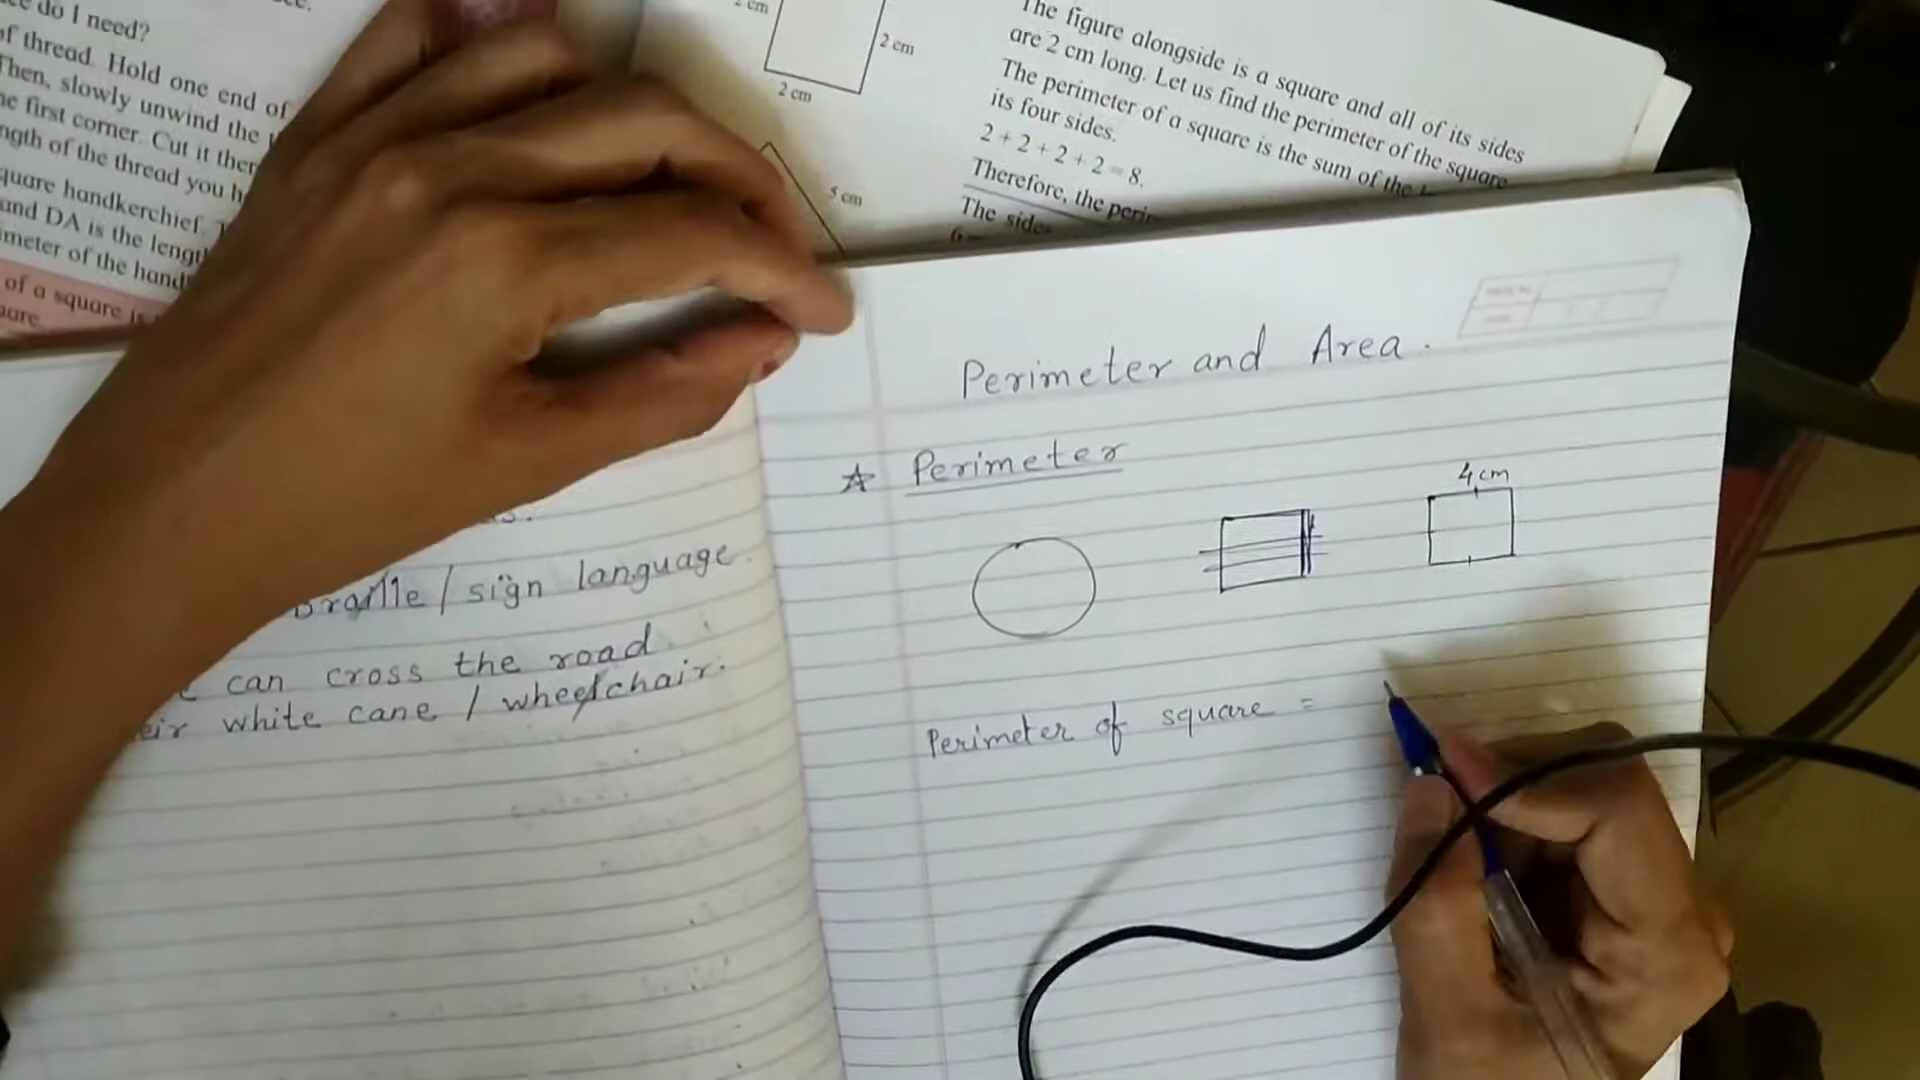 do I need?
of thread. Hold one end of
Then, slowly unwind the
first corner. Cut it ther
of the thread you h
handkerchief.
and DA is the lengt
of the hand
of a square is
2 cm
2 cm
2 cm
5 cm
The figure alongside is a square and all of its sides
are 2 cm long. Let us find the perimeter of the square
The perimeter of a square is the sum of the
its four sides.
2 + 2 + 2 + 2 = 8.
Therefore, the peri
The sides
Perimeter and Area.
☆ Perimeter
4cm
Perimeter of square =
braille / sign language.
can cross the road
white cane / wheelchair.